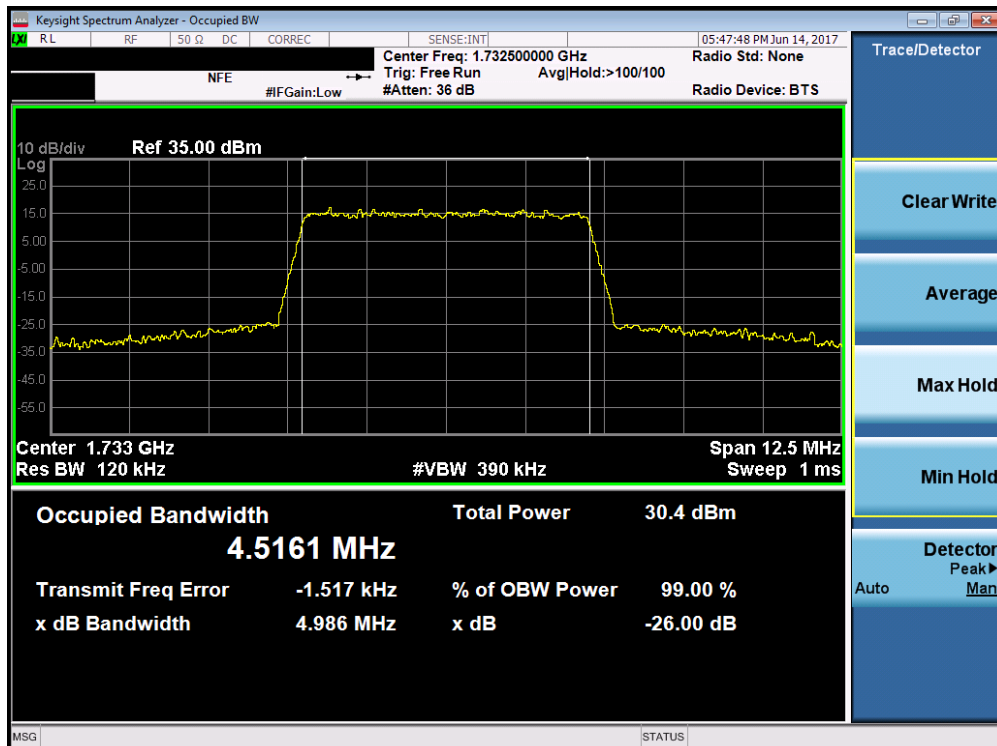 Keysight Spectrum Analyzer - Occupied BW
LXI RL RF 50 Ω DC CORREC SENSE:INT 05:47:48 PM Jun 14, 2017
Center Freq: 1.732500000 GHz Radio Std: None
NFE Trig: Free Run Avg|Hold:>100/100
#IFGain:Low #Atten: 36 dB Radio Device: BTS
Trace/Detector
10 dB/div Ref 35.00 dBm
Log
25.0
15.0
5.00
-5.00
-15.0
-25.0
-35.0
-45.0
-55.0
Center 1.733 GHz Span 12.5 MHz
Res BW 120 kHz #VBW 390 kHz Sweep 1 ms
Occupied Bandwidth Total Power 30.4 dBm
4.5161 MHz
Transmit Freq Error -1.517 kHz % of OBW Power 99.00 %
x dB Bandwidth 4.986 MHz x dB -26.00 dB
Clear Write
Average
Max Hold
Min Hold
Detector
Peak▶
Auto Man
MSG STATUS